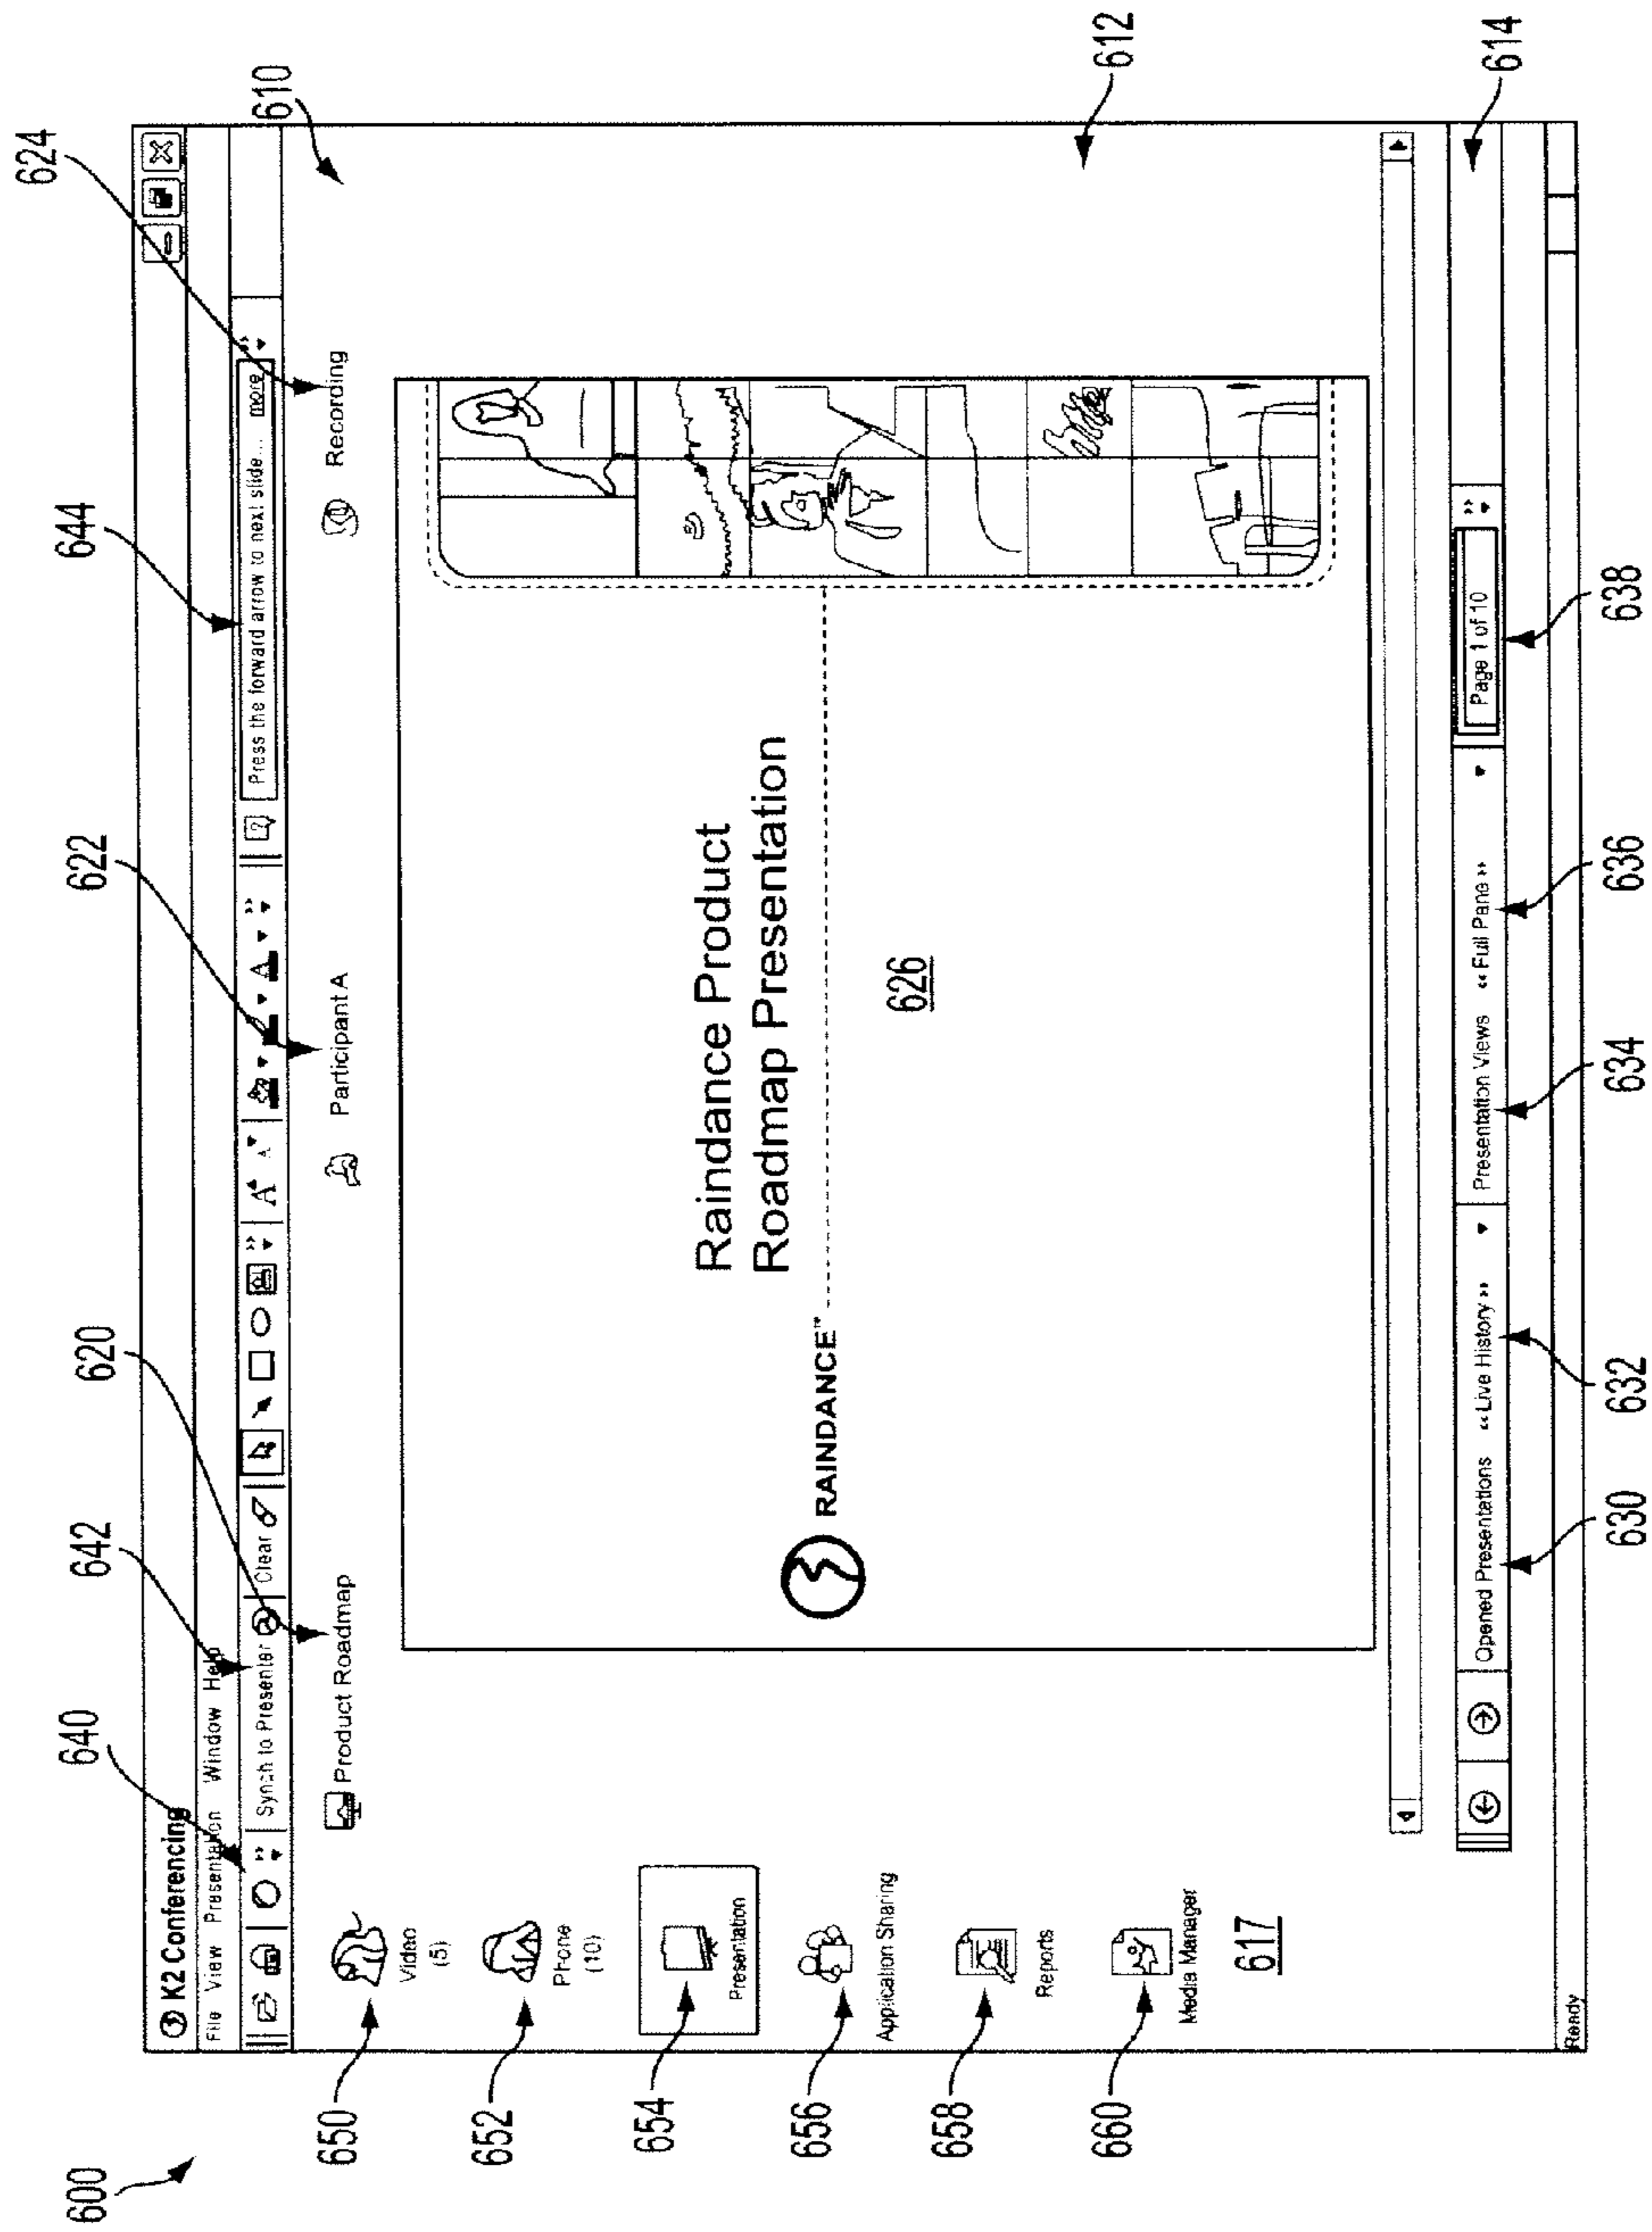 600
640
642
620
622
644
624
K2 Conferencing
File View Presentation Window Help
Synch to Presenter
Clear
A A
A
?
Press the forward arrow to next slide... more
610
650
Video
(5)
652
Phone
(10)
654
Presentation
656
Application Sharing
658
Reports
660
Media Manager
617
Product Roadmap
Participant A
Recording
Raindance Product
Roadmap Presentation
RAINDANCE™
626
612
Opened Presentations
‹‹Live History››
Presentation Views
‹‹Full Pane››
Page 1 of 10
614
Ready
630
632
634
636
638